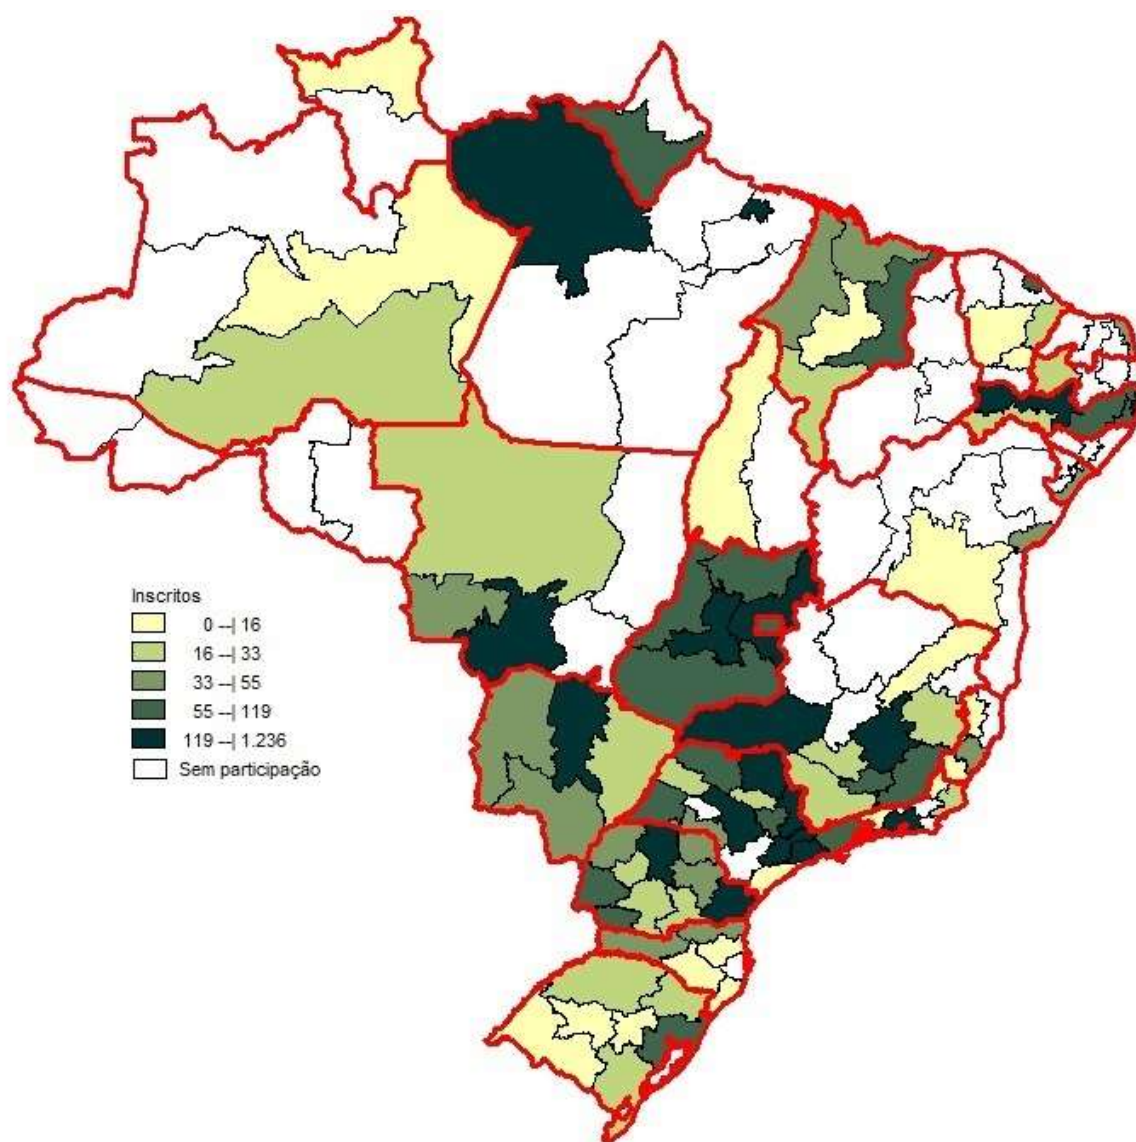 Inscritos
0 --| 16
16 --| 33
33 --| 55
55 --| 119
119 --| 1.236
Sem participação